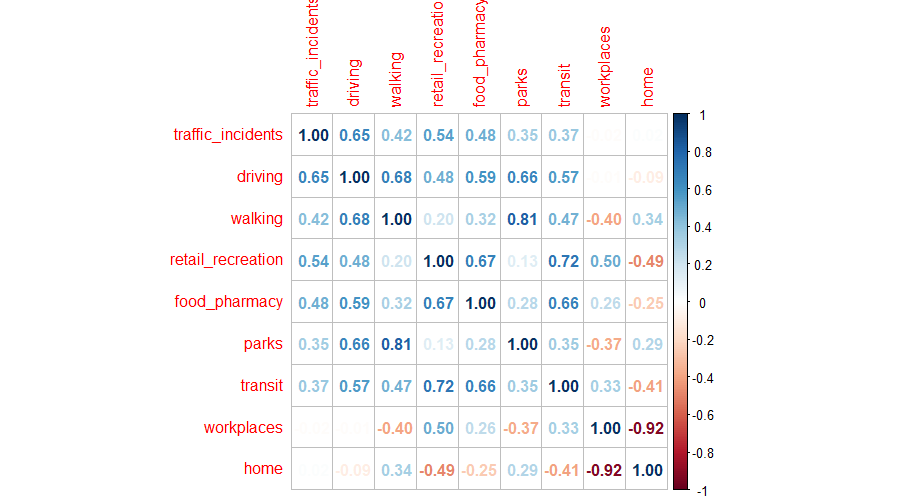 traffic_incidents driving walking retail_recreatio food_pharmacy parks transit workplaces home
traffic_incidents 1.00 0.65 0.42 0.54 0.48 0.35 0.37
driving 0.65 1.00 0.68 0.48 0.59 0.66 0.57 -0.09
walking 0.42 0.68 1.00 0.20 0.32 0.81 0.47 -0.40 0.34
retail_recreation 0.54 0.48 0.20 1.00 0.67 0.13 0.72 0.50 -0.49
food_pharmacy 0.48 0.59 0.32 0.67 1.00 0.28 0.66 0.26 -0.25
parks 0.35 0.66 0.81 0.13 0.28 1.00 0.35 -0.37 0.29
transit 0.37 0.57 0.47 0.72 0.66 0.35 1.00 0.33 -0.41
workplaces -0.40 0.50 0.26 -0.37 0.33 1.00 -0.92
home -0.09 0.34 -0.49 -0.25 0.29 -0.41 -0.92 1.00
1
0.8
0.6
0.4
0.2
0
-0.2
-0.4
-0.6
-0.8
-1